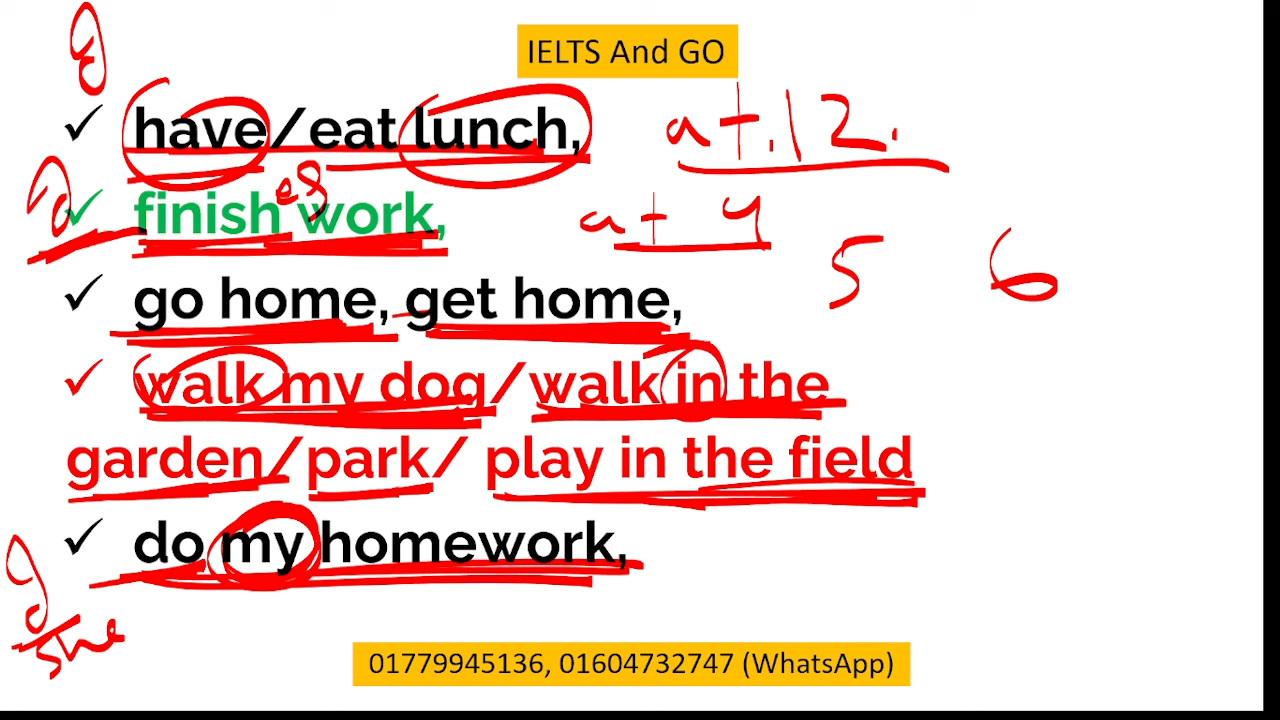 IELTS And GO
✓ have/eat lunch, at 12.
es
✓ finish work, at 4
✓ go home, get home, 5 6
✓ walk my dog/walk in the
garden/park/ play in the field
✓ do my homework,
she
01779945136, 01604732747 (WhatsApp)